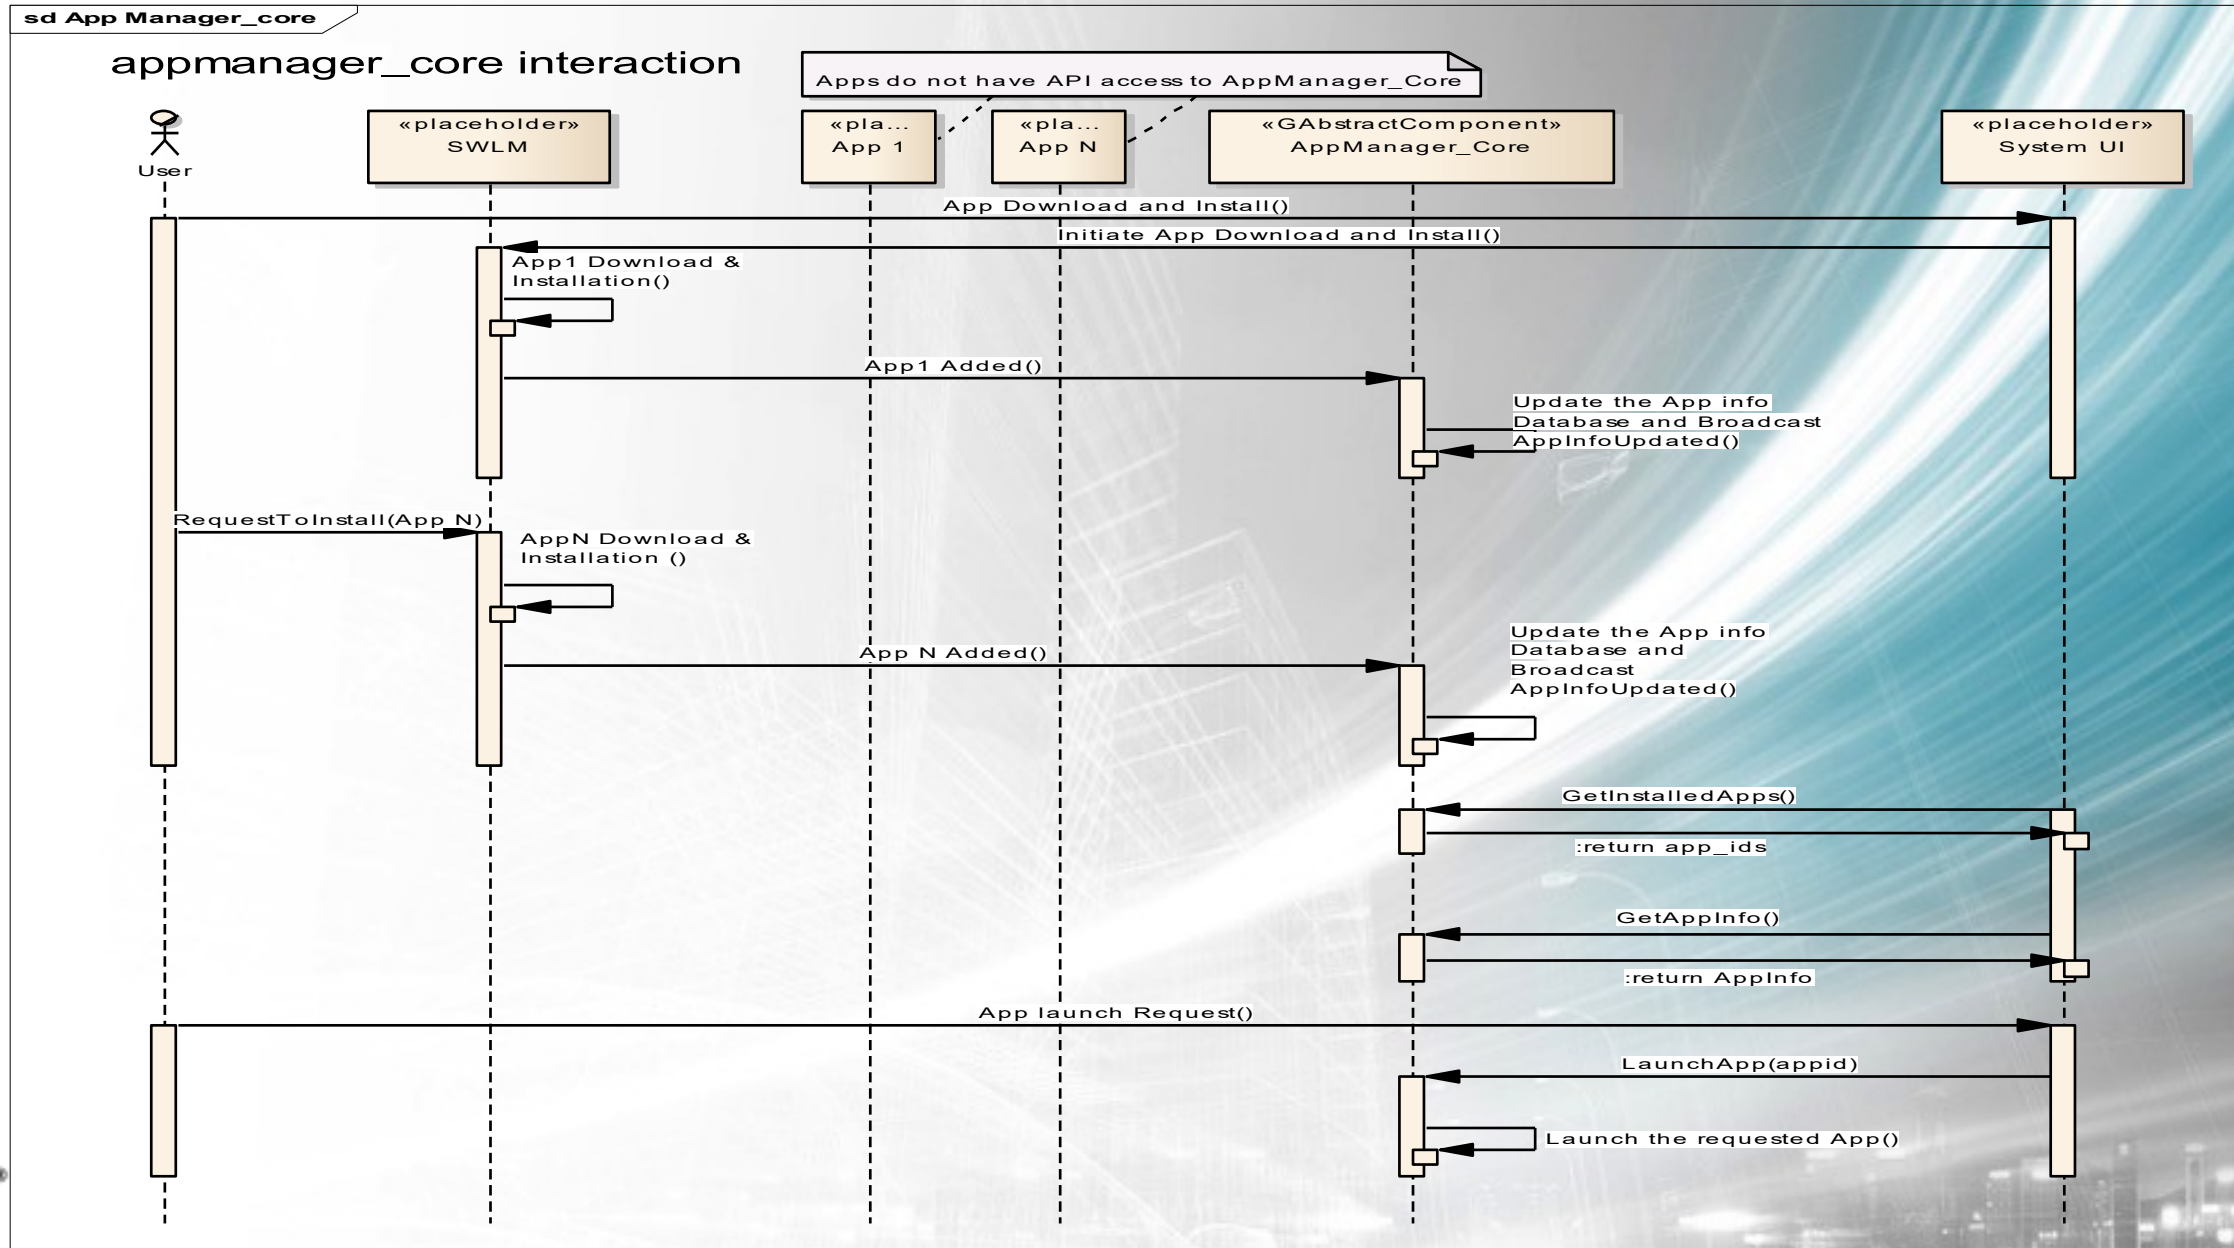 sd App Manager_core
appmanager_core interaction
Apps do not have API access to AppManager_Core
User
«placeholder»
SWLM
«pla...
App 1
«pla...
App N
«GAbstractComponent»
AppManager_Core
«placeholder»
System UI
App Download and Install()
Initiate App Download and Install()
App1 Download &
Installation()
App1 Added()
Update the App info
Database and Broadcast
AppInfoUpdated()
RequestToInstall(App N)
AppN Download &
Installation ()
App N Added()
Update the App info
Database and
Broadcast
AppInfoUpdated()
GetInstalledApps()
:return app_ids
GetAppInfo()
:return AppInfo
App launch Request()
LaunchApp(appid)
Launch the requested App()